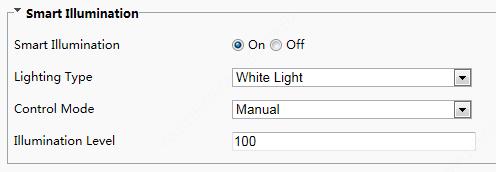 Smart Illumination
Smart Illumination On Off
Lighting Type White Light
Control Mode Manual
Illumination Level 100